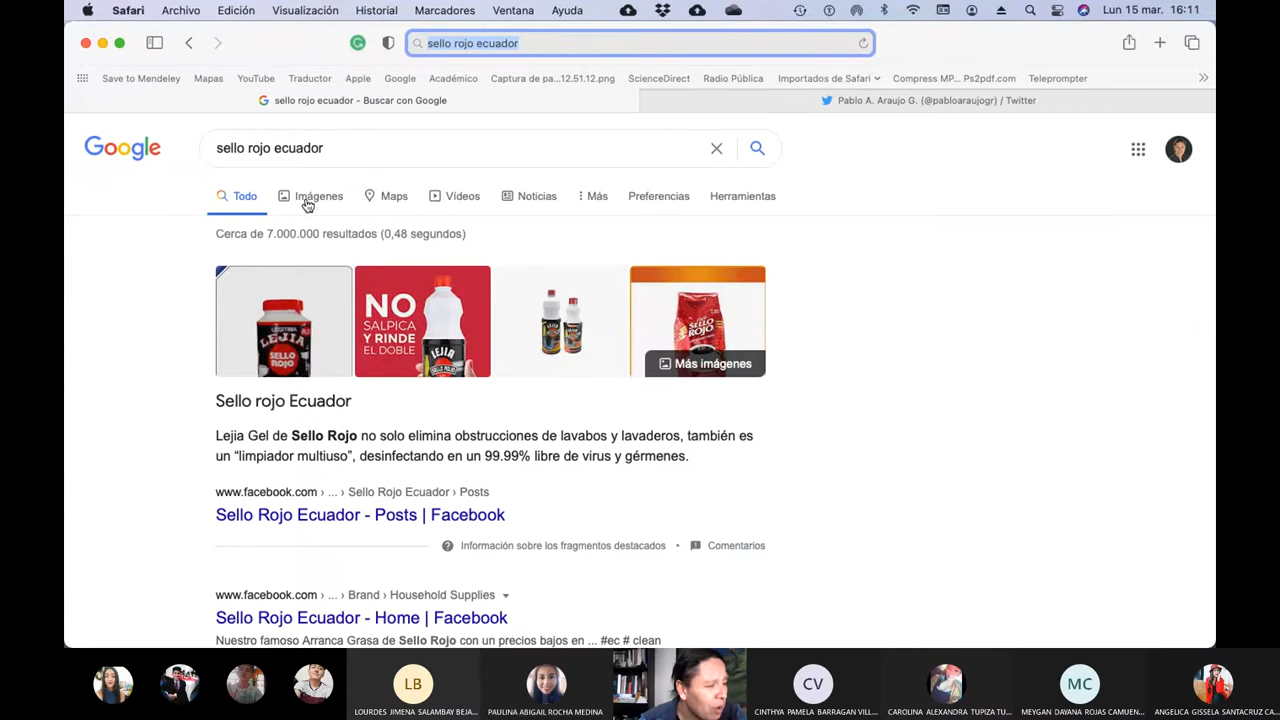 Safari Archivo Edición Visualización Historial Marcadores Ventana Ayuda Lun 15 mar. 16:11
sello rojo ecuador
Save to Mendeley Mapas YouTube Traductor Apple Google Académico Captura de pa...12.51.12.png ScienceDirect Radio Pública Importados de Safari Compress MP... Ps2pdf.com Teleprompter
sello rojo ecuador - Buscar con Google Pablo A. Araujo G. (@pabloaraujogr) / Twitter
Google sello rojo ecuador
Todo Imágenes Maps Vídeos Noticias Más Preferencias Herramientas
Cerca de 7.000.000 resultados (0,48 segundos)
LEJIA
SELLO
ROJO
NO
SALPICA
Y RINDE
EL DOBLE
LEJIA
SELLO
ROJO
Más imágenes
Sello rojo Ecuador
Lejia Gel de Sello Rojo no solo elimina obstrucciones de lavabos y lavaderos, también es
un “limpiador multiuso”, desinfectando en un 99.99% libre de virus y gérmenes.
www.facebook.com › ... › Sello Rojo Ecuador › Posts
Sello Rojo Ecuador - Posts | Facebook
Información sobre los fragmentos destacados • Comentarios
www.facebook.com › ... › Brand › Household Supplies
Sello Rojo Ecuador - Home | Facebook
Nuestro famoso Arranca Grasa de Sello Rojo con un precios bajos en ... #ec # clean
LB CV MC
LOURDES JIMENA SALAMBAY BEJA... PAULINA ABIGAIL ROCHA MEDINA CINTHYA PAMELA BARRAGAN VILL... CAROLINA ALEXANDRA TUPIZA TU... MEYGAN DAYANA ROJAS CAMUEN... ANGELICA GISSELA SANTACRUZ CA...